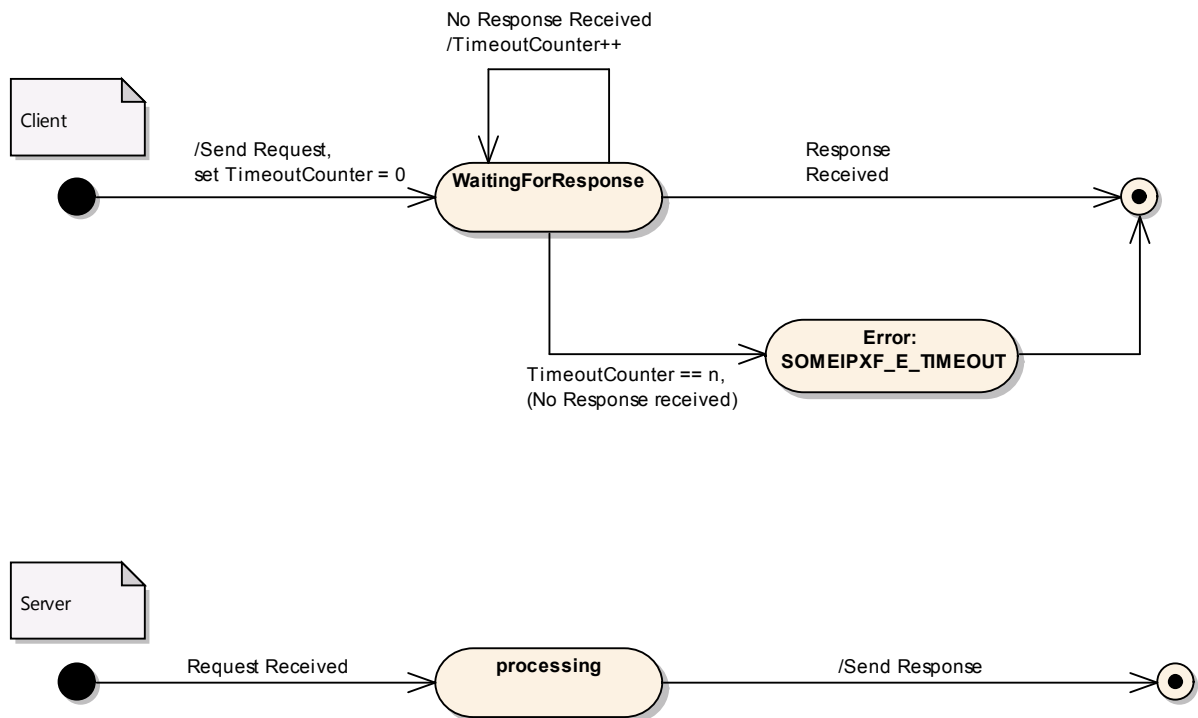 No Response Received
/TimeoutCounter++
Client
/Send Request,
set TimeoutCounter = 0
WaitingForResponse
Response
Received
Error:
SOMEIPXF_E_TIMEOUT
TimeoutCounter == n,
(No Response received)
Server
Request Received
processing
/Send Response